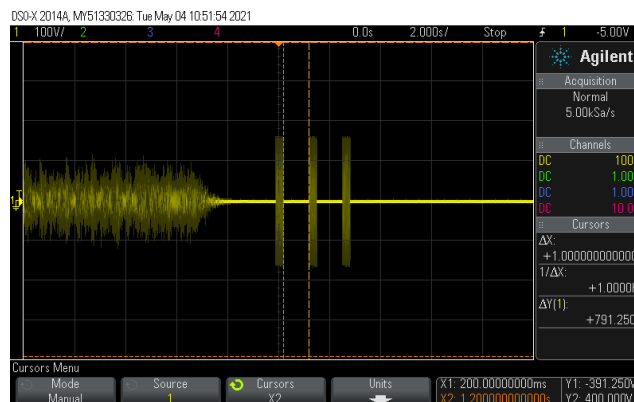 DSO-X 2014A, MY51330326: Tue May 04 10:51:54 2021
1 100V/ 2 3 4 0.0s 2.000s/ Stop 1 -5.00V
Agilent
Acquisition
Normal
5.00kSa/s
Channels
DC 100
DC 1.00
DC 1.00
DC 10.0
Cursors
ΔX:
+1.00000000000
1/ΔX:
+1.0000
ΔY(1):
+791.250
Cursors Menu
Mode
Manual
Source
1
Cursors
X2
Units
X1: 200.00000000ms
X2: 1.200000000000s
Y1: -391.250V
Y2: 400.000V